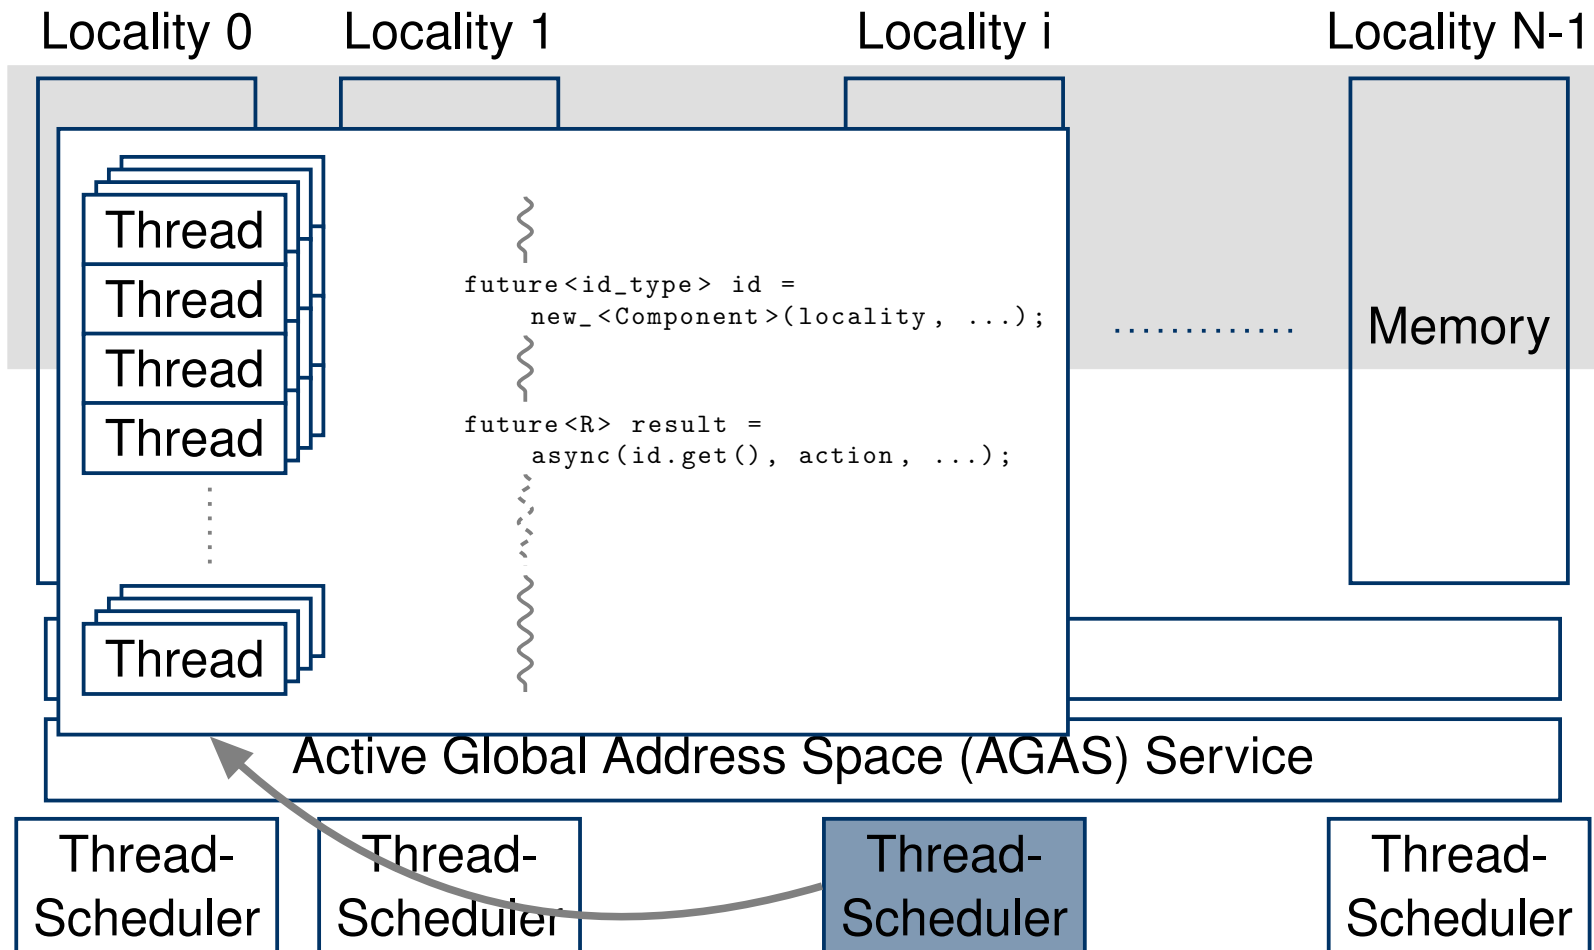 Locality 0
Locality 1
Locality i
Locality N-1
Thread
Thread
Thread
Thread
Thread
future<id_type> id =
    new_<Component>(locality, ...);
future<R> result =
    async(id.get(), action, ...);
Memory
Active Global Address Space (AGAS) Service
Thread-
Scheduler
Thread-
Scheduler
Thread-
Scheduler
Thread-
Scheduler